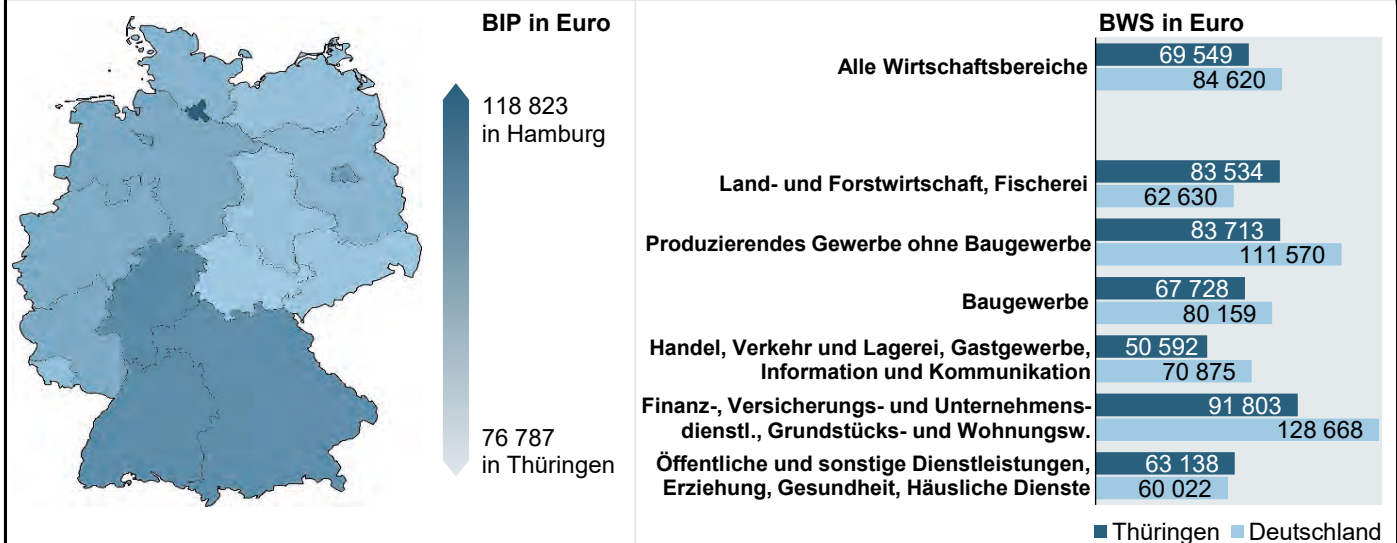 BIP in Euro
118 823
in Hamburg
76 787
in Thüringen
BWS in Euro
Alle Wirtschaftsbereiche
69 549
84 620
Land- und Forstwirtschaft, Fischerei
83 534
62 630
Produzierendes Gewerbe ohne Baugewerbe
83 713
111 570
Baugewerbe
67 728
80 159
Handel, Verkehr und Lagerei, Gastgewerbe,
Information und Kommunikation
50 592
70 875
Finanz-, Versicherungs- und Unternehmens-
dienstl., Grundstücks- und Wohnungsw.
91 803
128 668
Öffentliche und sonstige Dienstleistungen,
Erziehung, Gesundheit, Häusliche Dienste
63 138
60 022
Thüringen Deutschland